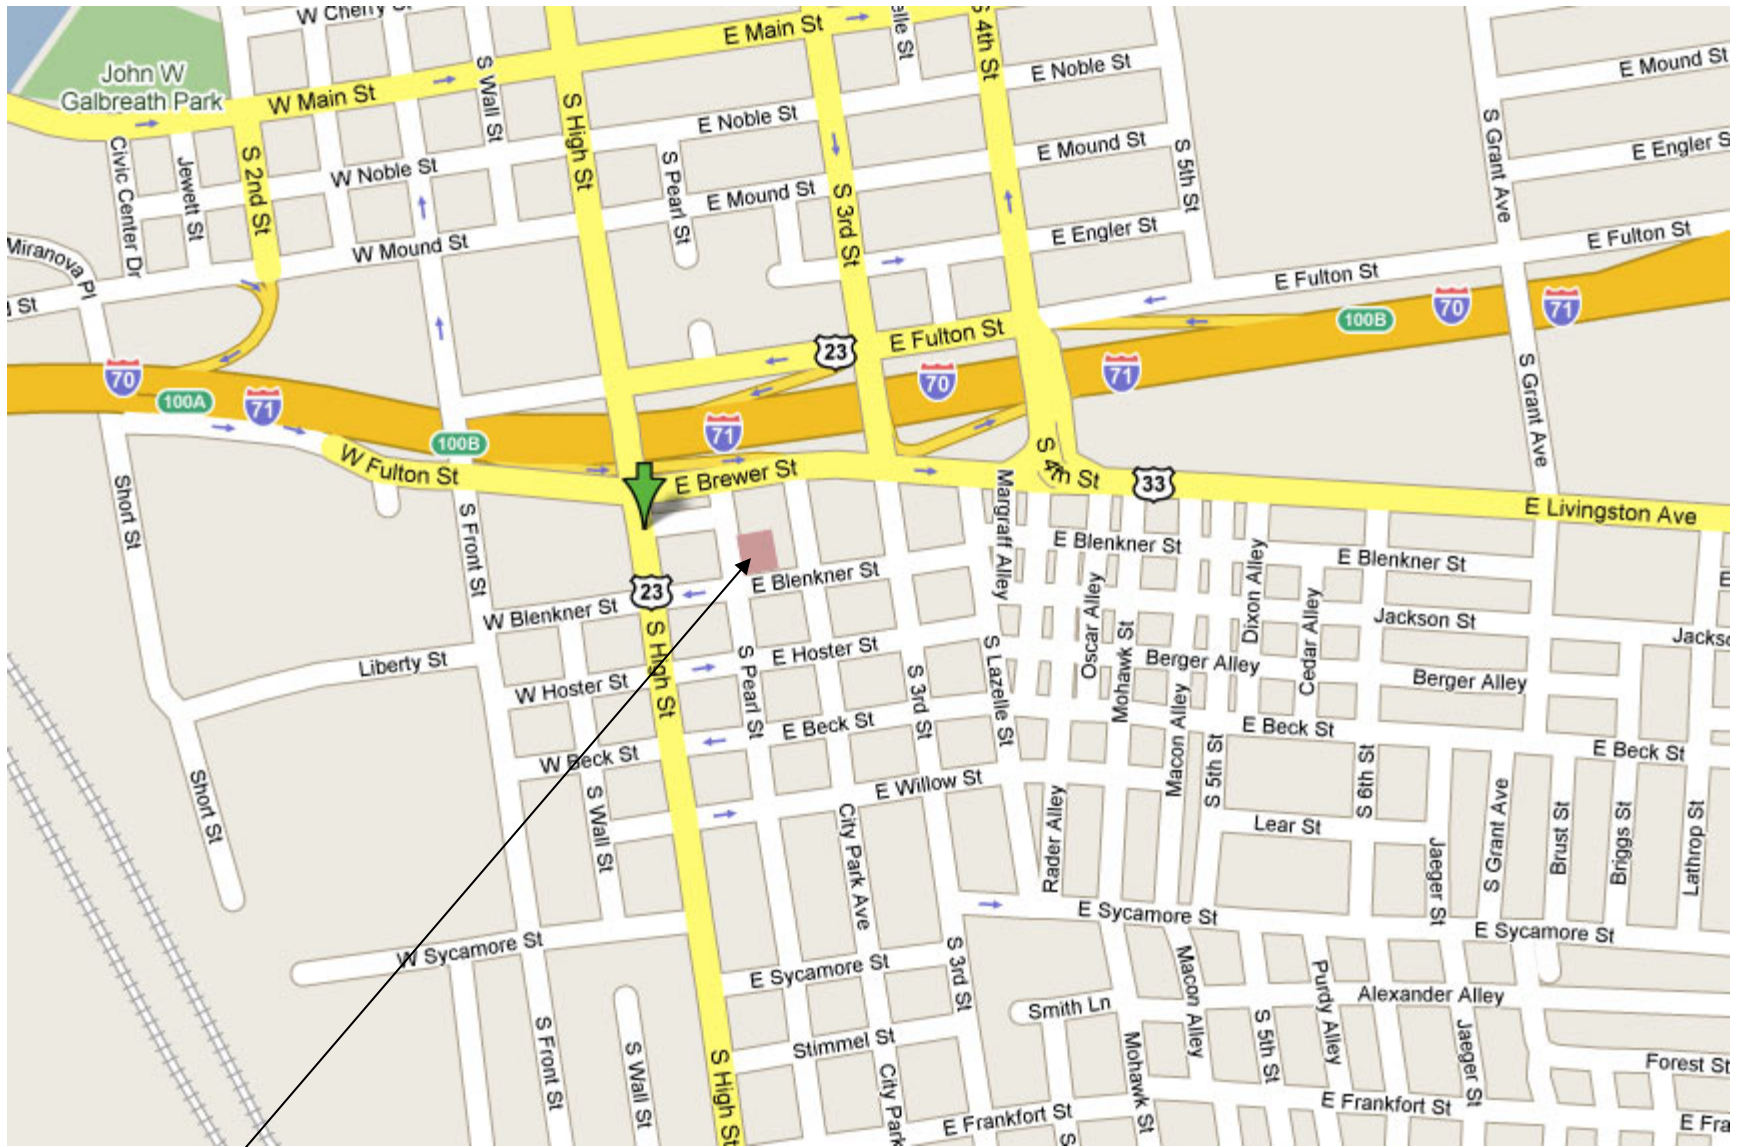 W Cherry St
E Main St
S 4th St
E Noble St
E Mound St
John W
Galbreath Park
W Main St
S Wall St
S High St
E Noble St
E Mound St
S Grant Ave
E Engler S
Civic Center Dr
Jewett St
S 2nd St
W Noble St
S Pearl St
E Mound St
S 3rd St
S 5th St
E Engler St
E Fulton St
Miranova Pl
W Mound St
E Fulton St
St
100B
70
71
E Fulton St
23
70
71
S Grant Ave
70
100A
71
71
100B
W Fulton St
E Brewer St
S 4th St
33
E Livingston Ave
Short St
S Front St
Margraff Alley
E Blenkner St
E Blenkner St
Dixon Alley
23
E Blenkner St
W Blenkner St
Oscar Alley
Mohawk St
Cedar Alley
Jackson St
Jackso
Liberty St
S High St
S Pearl St
E Hoster St
S Lazelle St
Berger Alley
Berger Alley
W Hoster St
S 3rd St
E Beck St
Macon Alley
E Beck St
E Beck St
W Beck St
S 5th St
S 6th St
Short St
S Wall St
E Willow St
City Park Ave
Rader Alley
Lear St
Jaeger St
S Grant Ave
Brust St
Briggs St
Lathrop St
E Sycamore St
E Sycamore St
W Sycamore St
E Sycamore St
S 3rd St
Macon Alley
Purdy Alley
Alexander Alley
Smith Ln
S Front St
S Wall St
S High St
Stimmel St
City Park
Mohawk St
S 5th St
Jaeger St
Forest St
E Frankfort St
E Frankfort St
E Fra
S